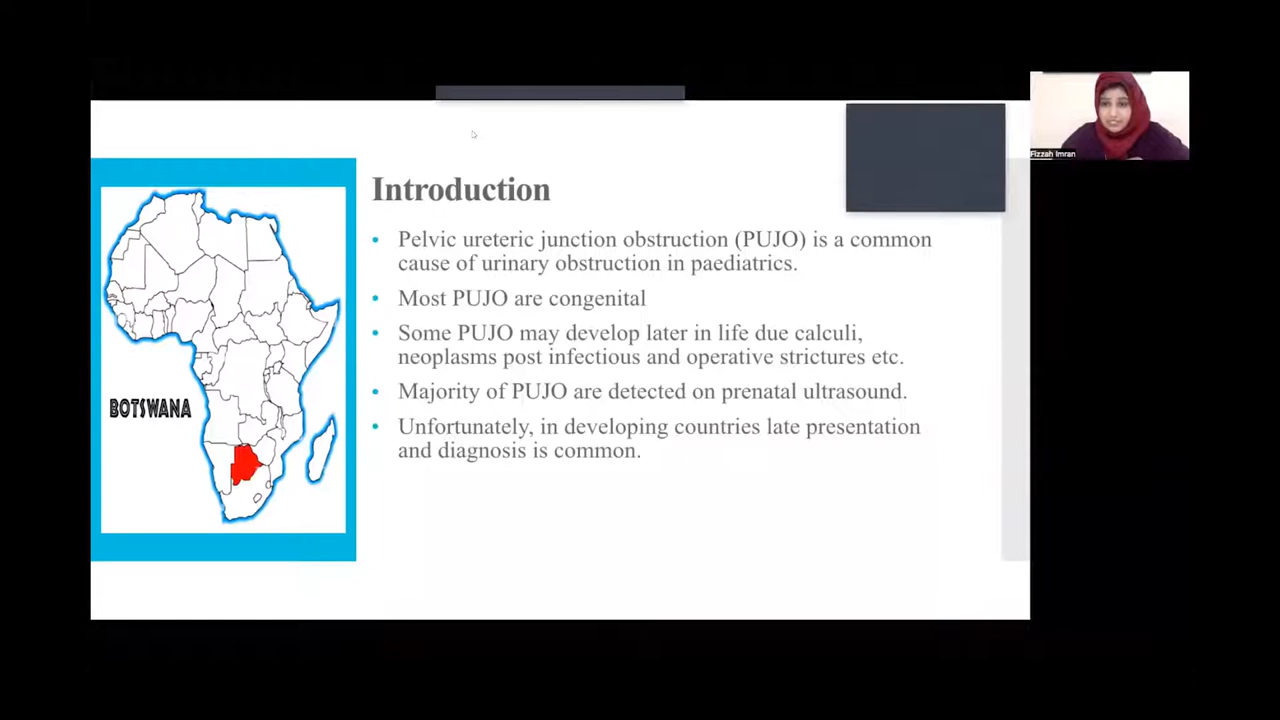 Fizzah Imran
Introduction
• Pelvic ureteric junction obstruction (PUJO) is a common
cause of urinary obstruction in paediatrics.
• Most PUJO are congenital
• Some PUJO may develop later in life due calculi,
neoplasms post infectious and operative strictures etc.
• Majority of PUJO are detected on prenatal ultrasound.
• Unfortunately, in developing countries late presentation
and diagnosis is common.
BOTSWANA